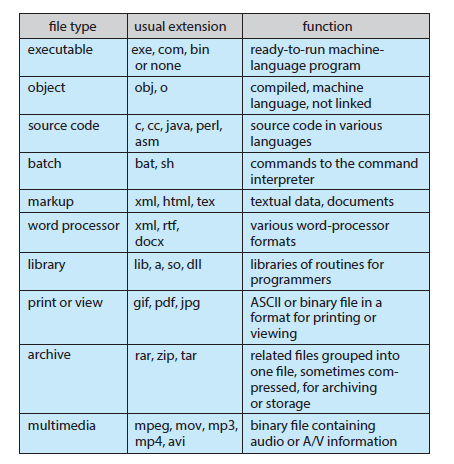 file type usual extension function
executable exe, com, bin ready-to-run machine-
or none language program
object obj, o compiled, machine
language, not linked
source code c, cc, java, perl, source code in various
asm languages
batch bat, sh commands to the command
interpreter
markup xml, html, tex textual data, documents
word processor xml, rtf, various word-processor
docx formats
library lib, a, so, dll libraries of routines for
programmers
print or view gif, pdf, jpg ASCII or binary file in a
format for printing or
viewing
archive rar, zip, tar related files grouped into
one file, sometimes com-
pressed, for archiving
or storage
multimedia mpeg, mov, mp3, binary file containing
mp4, avi audio or A/V information